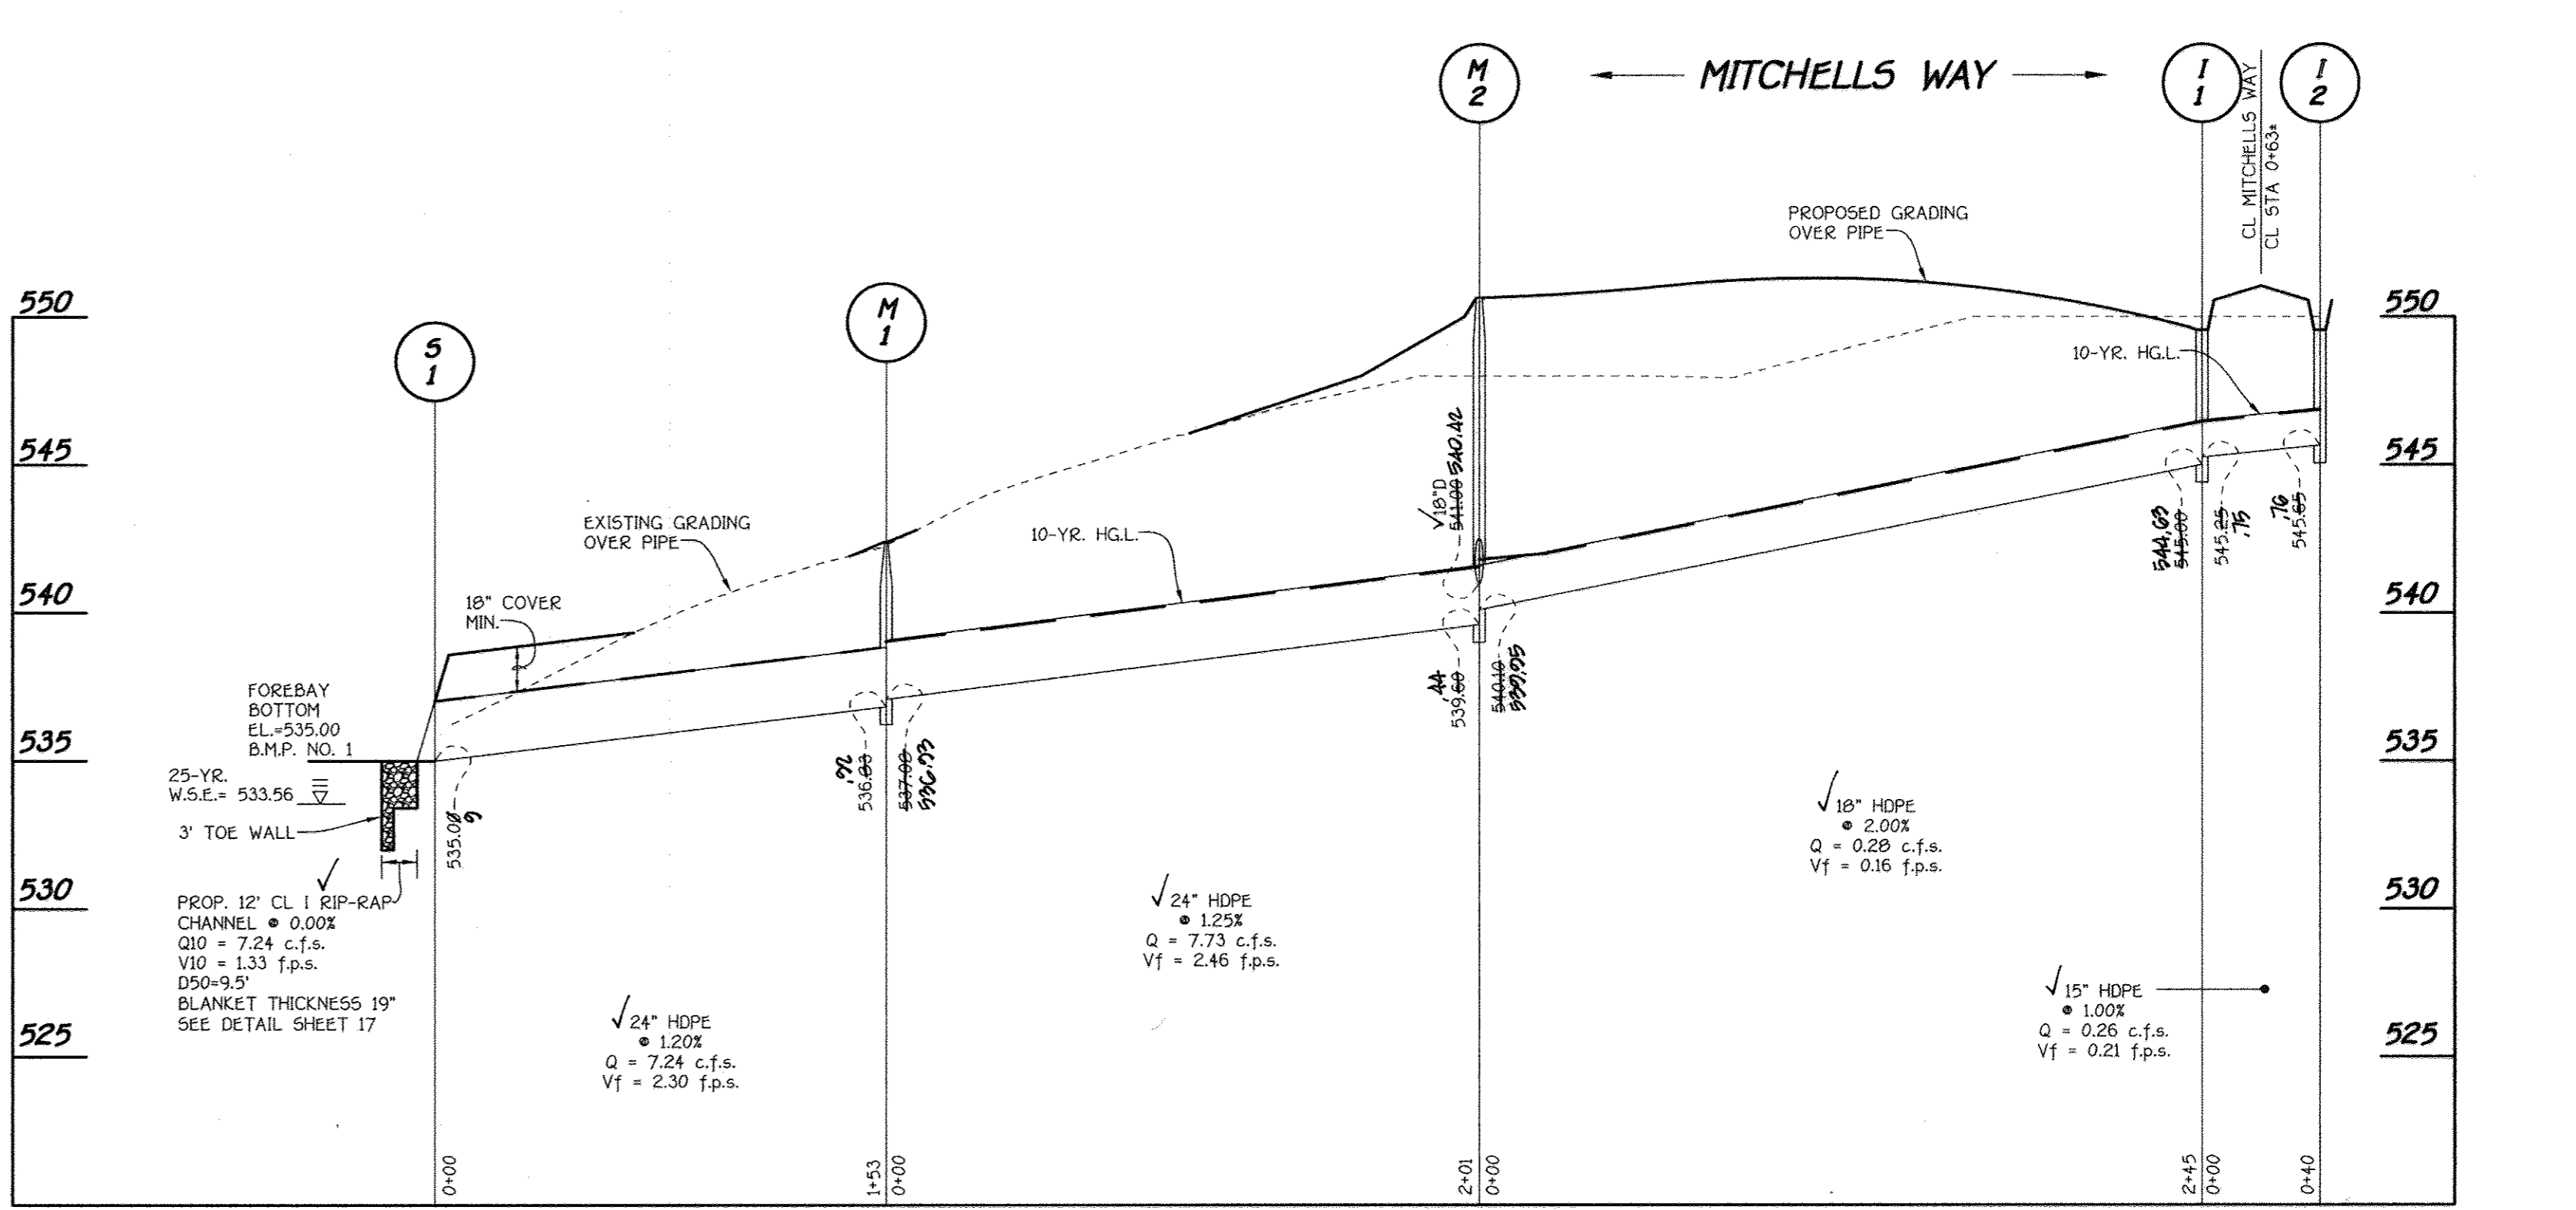 M
2
MITCHELLS WAY
I
1
CL MITCHELLS WAY
CL STA 0+63±
I
2
PROPOSED GRADING
OVER PIPE
550
M
1
550
S
1
10-YR. HG.L.
545
545
18"D
541.00 540.42
EXISTING GRADING
OVER PIPE
10-YR. HG.L.
544.63
545.00
545.25
.75
.76
545.65
540
18" COVER
MIN.
540
FOREBAY
BOTTOM
EL.=535.00
B.M.P. NO. 1
.44
539.60
540.10
535
535
25-YR.
W.S.E.= 533.56
3' TOE WALL
535.00
9
536.83
537.08
536.93
18" HDPE
@ 2.00%
Q = 0.28 c.f.s.
Vf = 0.16 f.p.s.
530
530
PROP. 12' CL I RIP-RAP
CHANNEL @ 0.00%
Q10 = 7.24 c.f.s.
V10 = 1.33 f.p.s.
D50=9.5'
BLANKET THICKNESS 19"
SEE DETAIL SHEET 17
24" HDPE
@ 1.25%
Q = 7.73 c.f.s.
Vf = 2.46 f.p.s.
15" HDPE
@ 1.00%
Q = 0.26 c.f.s.
Vf = 0.21 f.p.s.
525
525
24" HDPE
@ 1.20%
Q = 7.24 c.f.s.
Vf = 2.30 f.p.s.
0+00
1+53
0+00
2+01
0+00
2+45
0+00
0+40